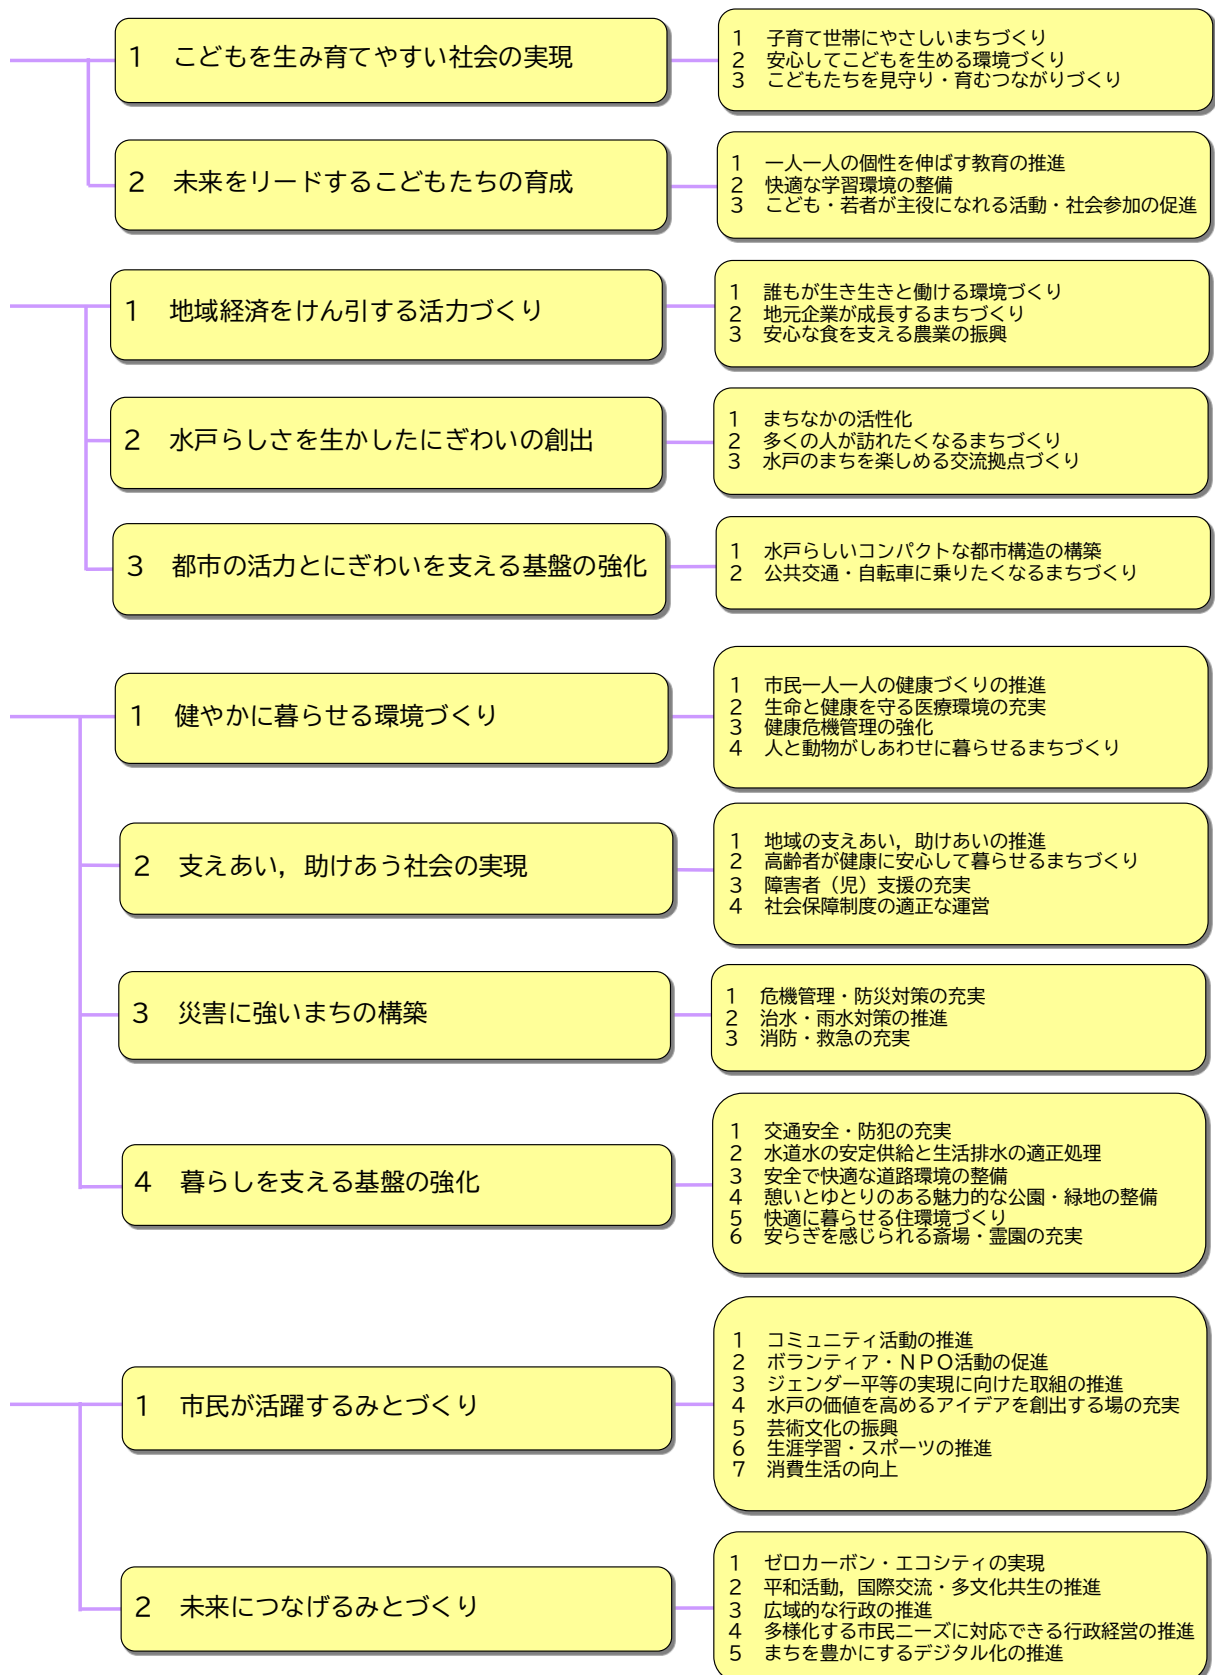 1 こどもを生み育てやすい社会の実現
1 子育て世帯にやさしいまちづくり
2 安心してこどもを生める環境づくり
3 こどもたちを見守り・育むつながりづくり
2 未来をリードするこどもたちの育成
1 一人一人の個性を伸ばす教育の推進
2 快適な学習環境の整備
3 こども・若者が主役になれる活動・社会参加の促進
1 地域経済をけん引する活力づくり
1 誰もが生き生きと働ける環境づくり
2 地元企業が成長するまちづくり
3 安心な食を支える農業の振興
2 水戸らしさを生かしたにぎわいの創出
1 まちなかの活性化
2 多くの人が訪れたくなるまちづくり
3 水戸のまちを楽しめる交流拠点づくり
3 都市の活力とにぎわいを支える基盤の強化
1 水戸らしいコンパクトな都市構造の構築
2 公共交通・自転車に乗りたくなるまちづくり
1 健やかに暮らせる環境づくり
1 市民一人一人の健康づくりの推進
2 生命と健康を守る医療環境の充実
3 健康危機管理の強化
4 人と動物がしあわせに暮らせるまちづくり
2 支えあい，助けあう社会の実現
1 地域の支えあい，助けあいの推進
2 高齢者が健康に安心して暮らせるまちづくり
3 障害者（児）支援の充実
4 社会保障制度の適正な運営
3 災害に強いまちの構築
1 危機管理・防災対策の充実
2 治水・雨水対策の推進
3 消防・救急の充実
4 暮らしを支える基盤の強化
1 交通安全・防犯の充実
2 水道水の安定供給と生活排水の適正処理
3 安全で快適な道路環境の整備
4 憩いとゆとりのある魅力的な公園・緑地の整備
5 快適に暮らせる住環境づくり
6 安らぎを感じられる斎場・霊園の充実
1 市民が活躍するみとづくり
1 コミュニティ活動の推進
2 ボランティア・ＮＰＯ活動の促進
3 ジェンダー平等の実現に向けた取組の推進
4 水戸の価値を高めるアイデアを創出する場の充実
5 芸術文化の振興
6 生涯学習・スポーツの推進
7 消費生活の向上
2 未来につなげるみとづくり
1 ゼロカーボン・エコシティの実現
2 平和活動，国際交流・多文化共生の推進
3 広域的な行政の推進
4 多様化する市民ニーズに対応できる行政経営の推進
5 まちを豊かにするデジタル化の推進